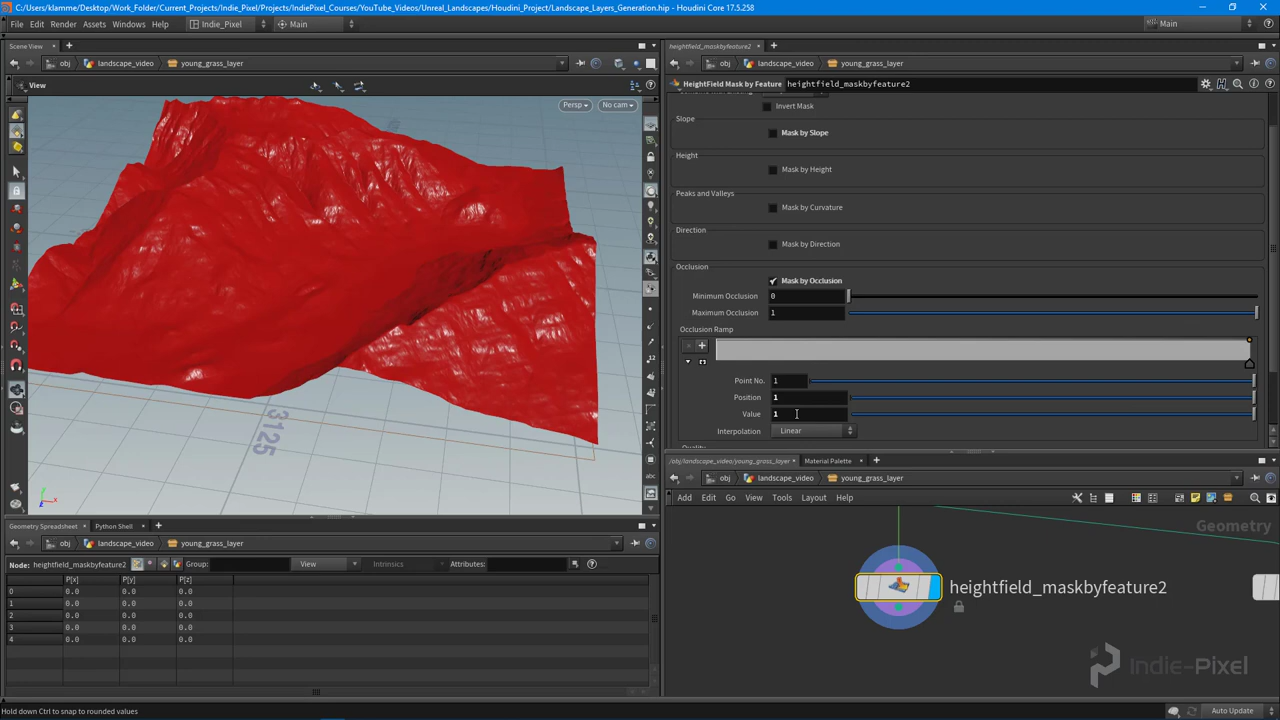 C:/Users/klamme/Desktop/Work_Folder/Current_Projects/Projects/IndiePixel_Courses/YouTube_Videos/Unreal_Landscapes/Houdini_Project/Landscape_Layers_Generation.hip - Houdini Core 17.5.258
File Edit Render Assets Windows Help Indie_Pixel Main Main
Scene View
obj landscape_video young_grass_layer
View
Persp No cam
3125
Geometry Spreadsheet Python Shell
obj landscape_video young_grass_layer
Node: heightfield_maskbyfeature2 Group: View Intrinsics Attributes:
P[x] P[y] P[z]
0 0.0 0.0 0.0
1 0.0 0.0 0.0
2 0.0 0.0 0.0
3 0.0 0.0 0.0
4 0.0 0.0 0.0
heightfield_maskbyfeature2
obj landscape_video young_grass_layer
HeightField Mask by Feature heightfield_maskbyfeature2
Invert Mask
Slope
Mask by Slope
Height
Mask by Height
Peaks and Valleys
Mask by Curvature
Direction
Mask by Direction
Occlusion
Mask by Occlusion
Minimum Occlusion 0
Maximum Occlusion 1
Occlusion Ramp
Point No. 1
Position 1
Value 1
Interpolation Linear
/obj/landscape_video/young_grass_layer Material Palette
obj landscape_video young_grass_layer
Add Edit Go View Tools Layout Help
Geometry
heightfield_maskbyfeature2
Indie-Pixel
Hold down Ctrl to snap to rounded values
Auto Update